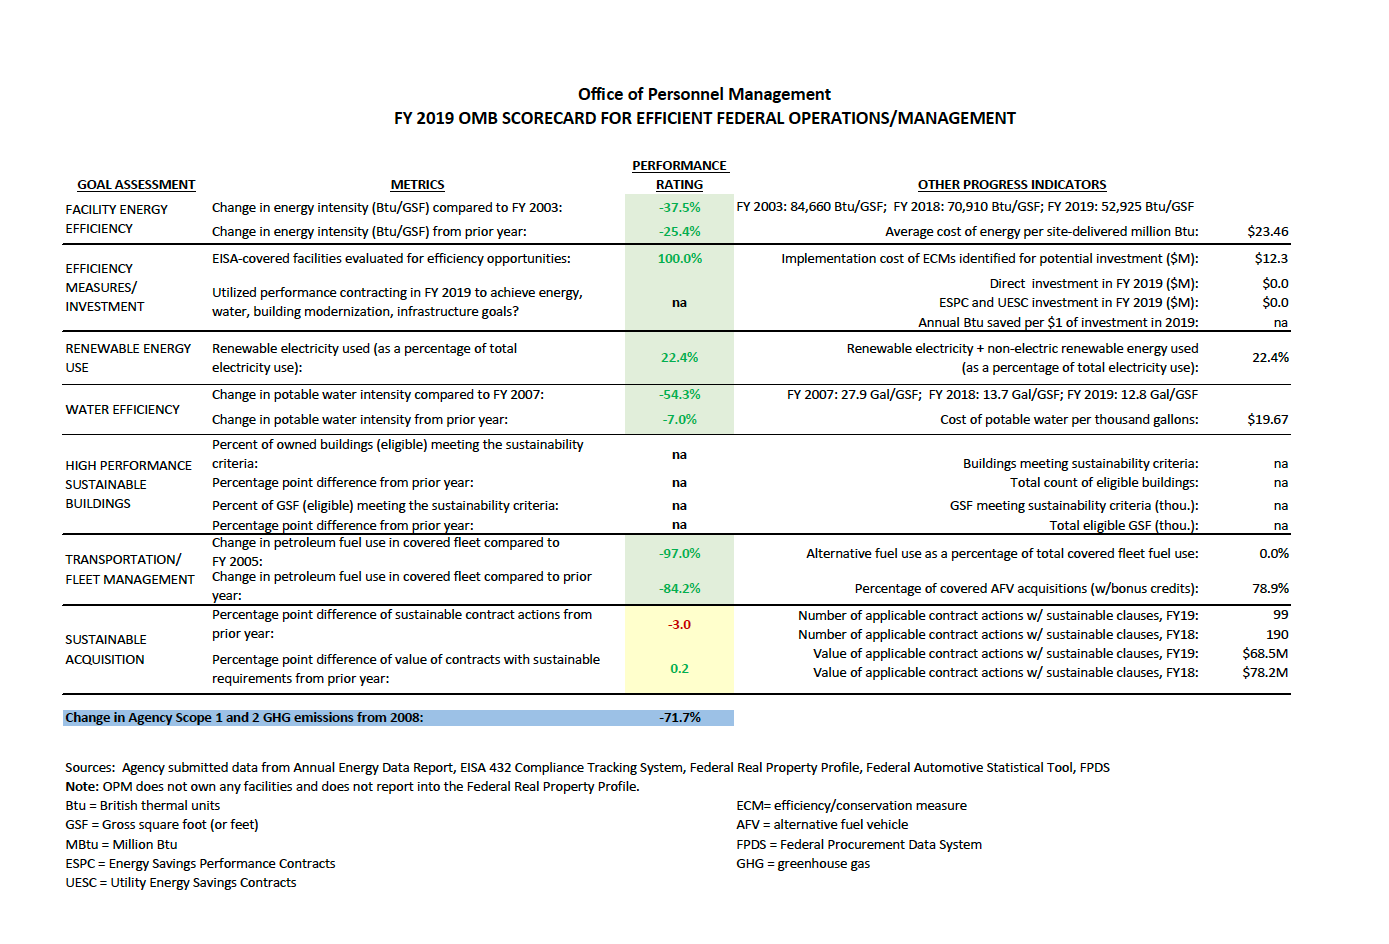 Office of Personnel Management
FY 2019 OMB SCORECARD FOR EFFICIENT FEDERAL OPERATIONS/MANAGEMENT
PERFORMANCE
GOAL ASSESSMENT METRICS RATING OTHER PROGRESS INDICATORS
FACILITY ENERGY
EFFICIENCY
Change in energy intensity (Btu/GSF) compared to FY 2003: -37.5% FY 2003: 84,660 Btu/GSF; FY 2018: 70,910 Btu/GSF; FY 2019: 52,925 Btu/GSF
Change in energy intensity (Btu/GSF) from prior year: -25.4% Average cost of energy per site-delivered million Btu: $23.46
EFFICIENCY
MEASURES/
INVESTMENT
EISA-covered facilities evaluated for efficiency opportunities: 100.0% Implementation cost of ECMs identified for potential investment ($M): $12.3
Utilized performance contracting in FY 2019 to achieve energy,
water, building modernization, infrastructure goals?
na
Direct investment in FY 2019 ($M): $0.0
ESPC and UESC investment in FY 2019 ($M): $0.0
Annual Btu saved per $1 of investment in 2019: na
RENEWABLE ENERGY
USE
Renewable electricity used (as a percentage of total
electricity use):
22.4%
Renewable electricity + non-electric renewable energy used
(as a percentage of total electricity use):
22.4%
WATER EFFICIENCY
Change in potable water intensity compared to FY 2007: -54.3% FY 2007: 27.9 Gal/GSF; FY 2018: 13.7 Gal/GSF; FY 2019: 12.8 Gal/GSF
Change in potable water intensity from prior year: -7.0% Cost of potable water per thousand gallons: $19.67
HIGH PERFORMANCE
SUSTAINABLE
BUILDINGS
Percent of owned buildings (eligible) meeting the sustainability
criteria:
na
Buildings meeting sustainability criteria: na
Percentage point difference from prior year: na Total count of eligible buildings: na
Percent of GSF (eligible) meeting the sustainability criteria: na GSF meeting sustainability criteria (thou.): na
Percentage point difference from prior year: na Total eligible GSF (thou.): na
TRANSPORTATION/
FLEET MANAGEMENT
Change in petroleum fuel use in covered fleet compared to
FY 2005:
-97.0% Alternative fuel use as a percentage of total covered fleet fuel use: 0.0%
Change in petroleum fuel use in covered fleet compared to prior
year:
-84.2% Percentage of covered AFV acquisitions (w/bonus credits): 78.9%
SUSTAINABLE
ACQUISITION
Percentage point difference of sustainable contract actions from
prior year:
-3.0
Number of applicable contract actions w/ sustainable clauses, FY19: 99
Number of applicable contract actions w/ sustainable clauses, FY18: 190
Percentage point difference of value of contracts with sustainable
requirements from prior year:
0.2
Value of applicable contract actions w/ sustainable clauses, FY19: $68.5M
Value of applicable contract actions w/ sustainable clauses, FY18: $78.2M
Change in Agency Scope 1 and 2 GHG emissions from 2008: -71.7%
Sources: Agency submitted data from Annual Energy Data Report, EISA 432 Compliance Tracking System, Federal Real Property Profile, Federal Automotive Statistical Tool, FPDS
Note: OPM does not own any facilities and does not report into the Federal Real Property Profile.
Btu = British thermal units
GSF = Gross square foot (or feet)
MBtu = Million Btu
ESPC = Energy Savings Performance Contracts
UESC = Utility Energy Savings Contracts
ECM= efficiency/conservation measure
AFV = alternative fuel vehicle
FPDS = Federal Procurement Data System
GHG = greenhouse gas